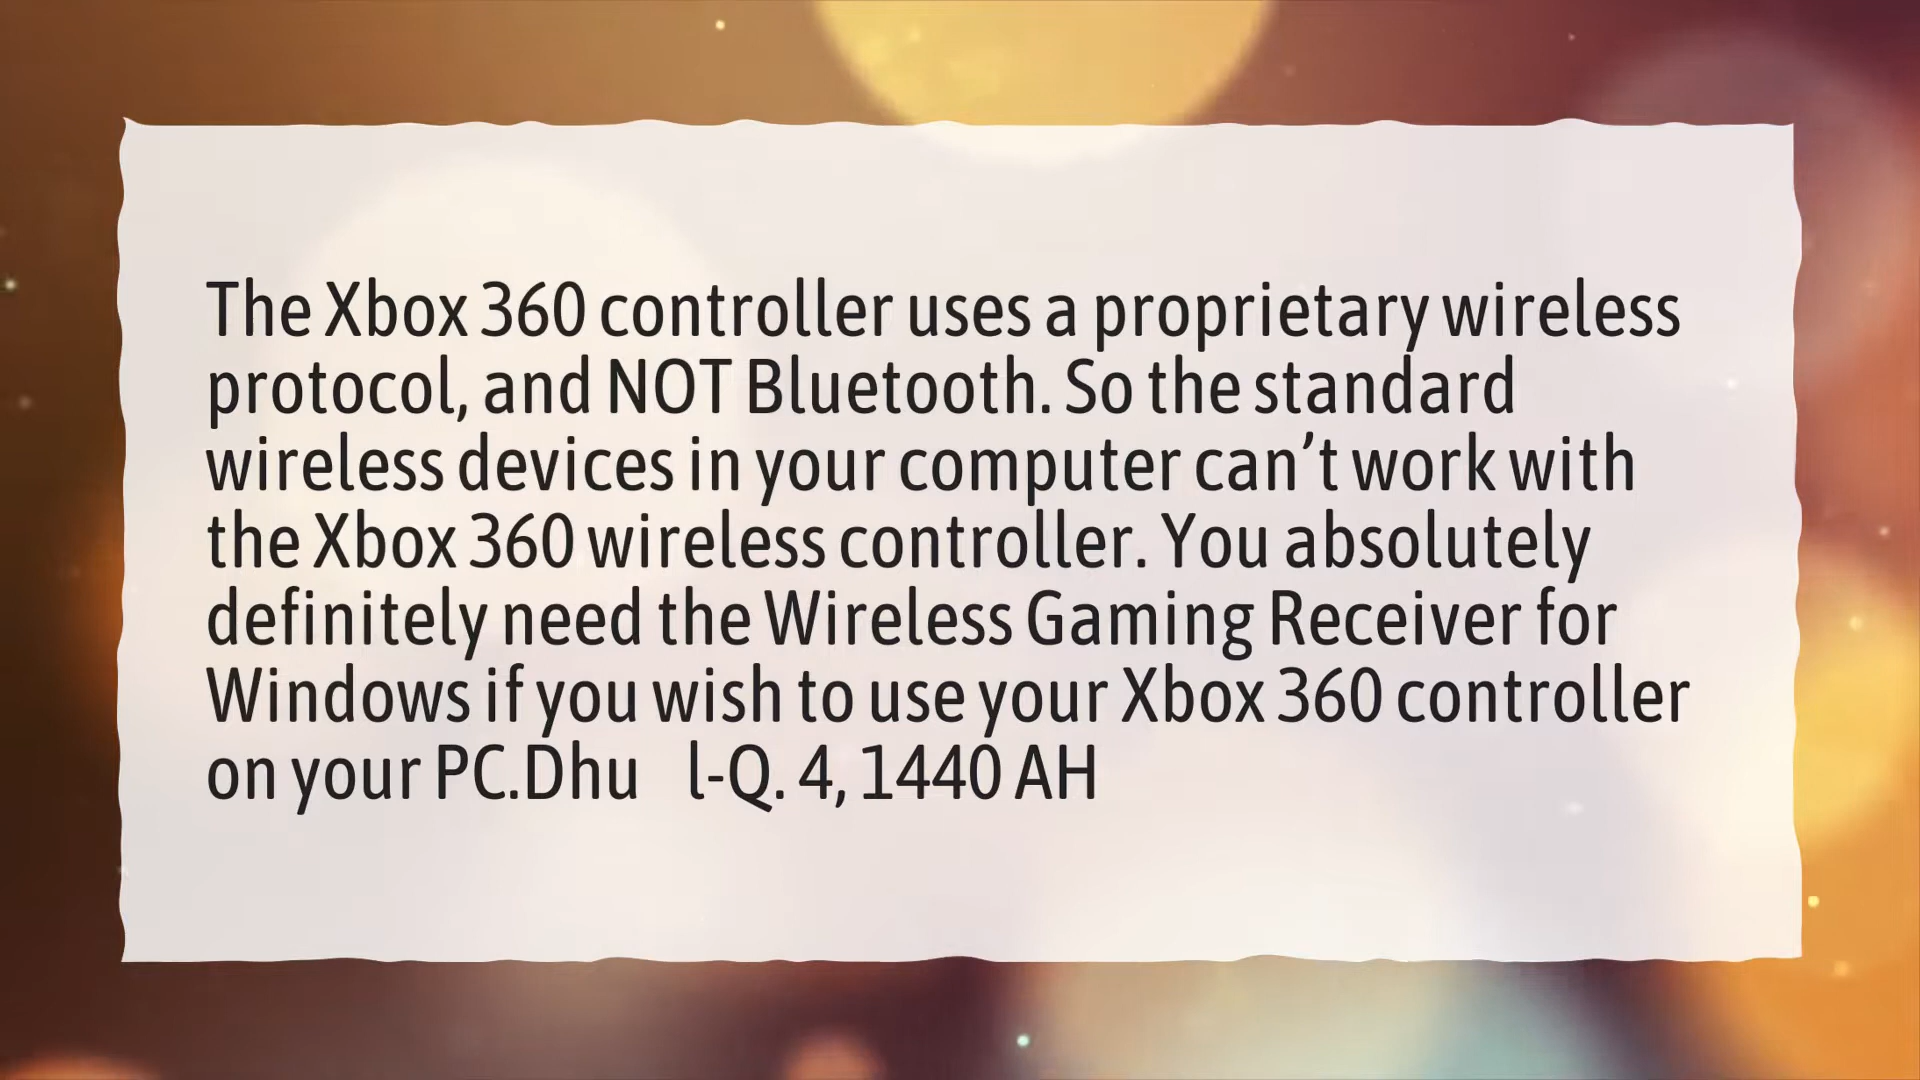 The Xbox 360 controller uses a proprietary wireless
protocol, and NOT Bluetooth. So the standard
wireless devices in your computer can’t work with
the Xbox 360 wireless controller. You absolutely
definitely need the Wireless Gaming Receiver for
Windows if you wish to use your Xbox 360 controller
on your PC.Dhu l-Q. 4, 1440 AH